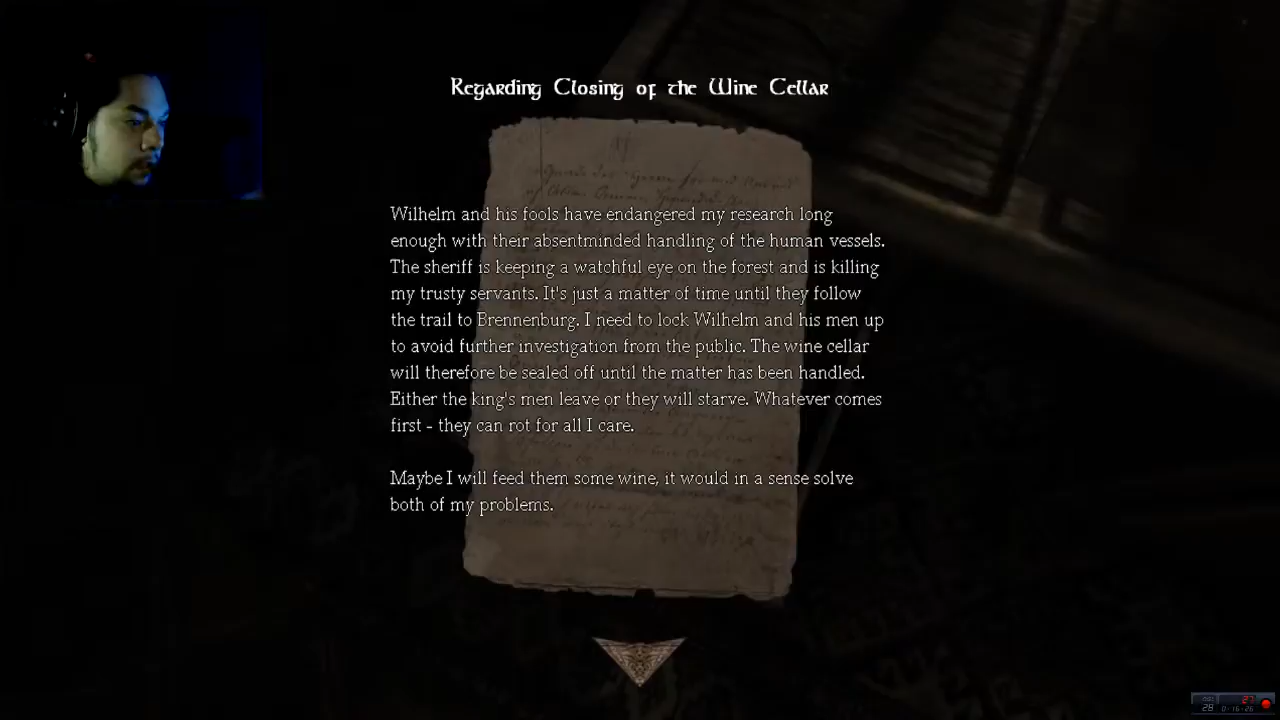 Regarding Closing of the Wine Cellar
Wilhelm and his fools have endangered my research long
enough with their absentminded handling of the human vessels.
The sheriff is keeping a watchful eye on the forest and is killing
my trusty servants. It's just a matter of time until they follow
the trail to Brennenburg. I need to lock Wilhelm and his men up
to avoid further investigation from the public. The wine cellar
will therefore be sealed off until the matter has been handled.
Either the king's men leave or they will starve. Whatever comes
first - they can rot for all I care.
Maybe I will feed them some wine, it would in a sense solve
both of my problems.
27
28 0:16:26